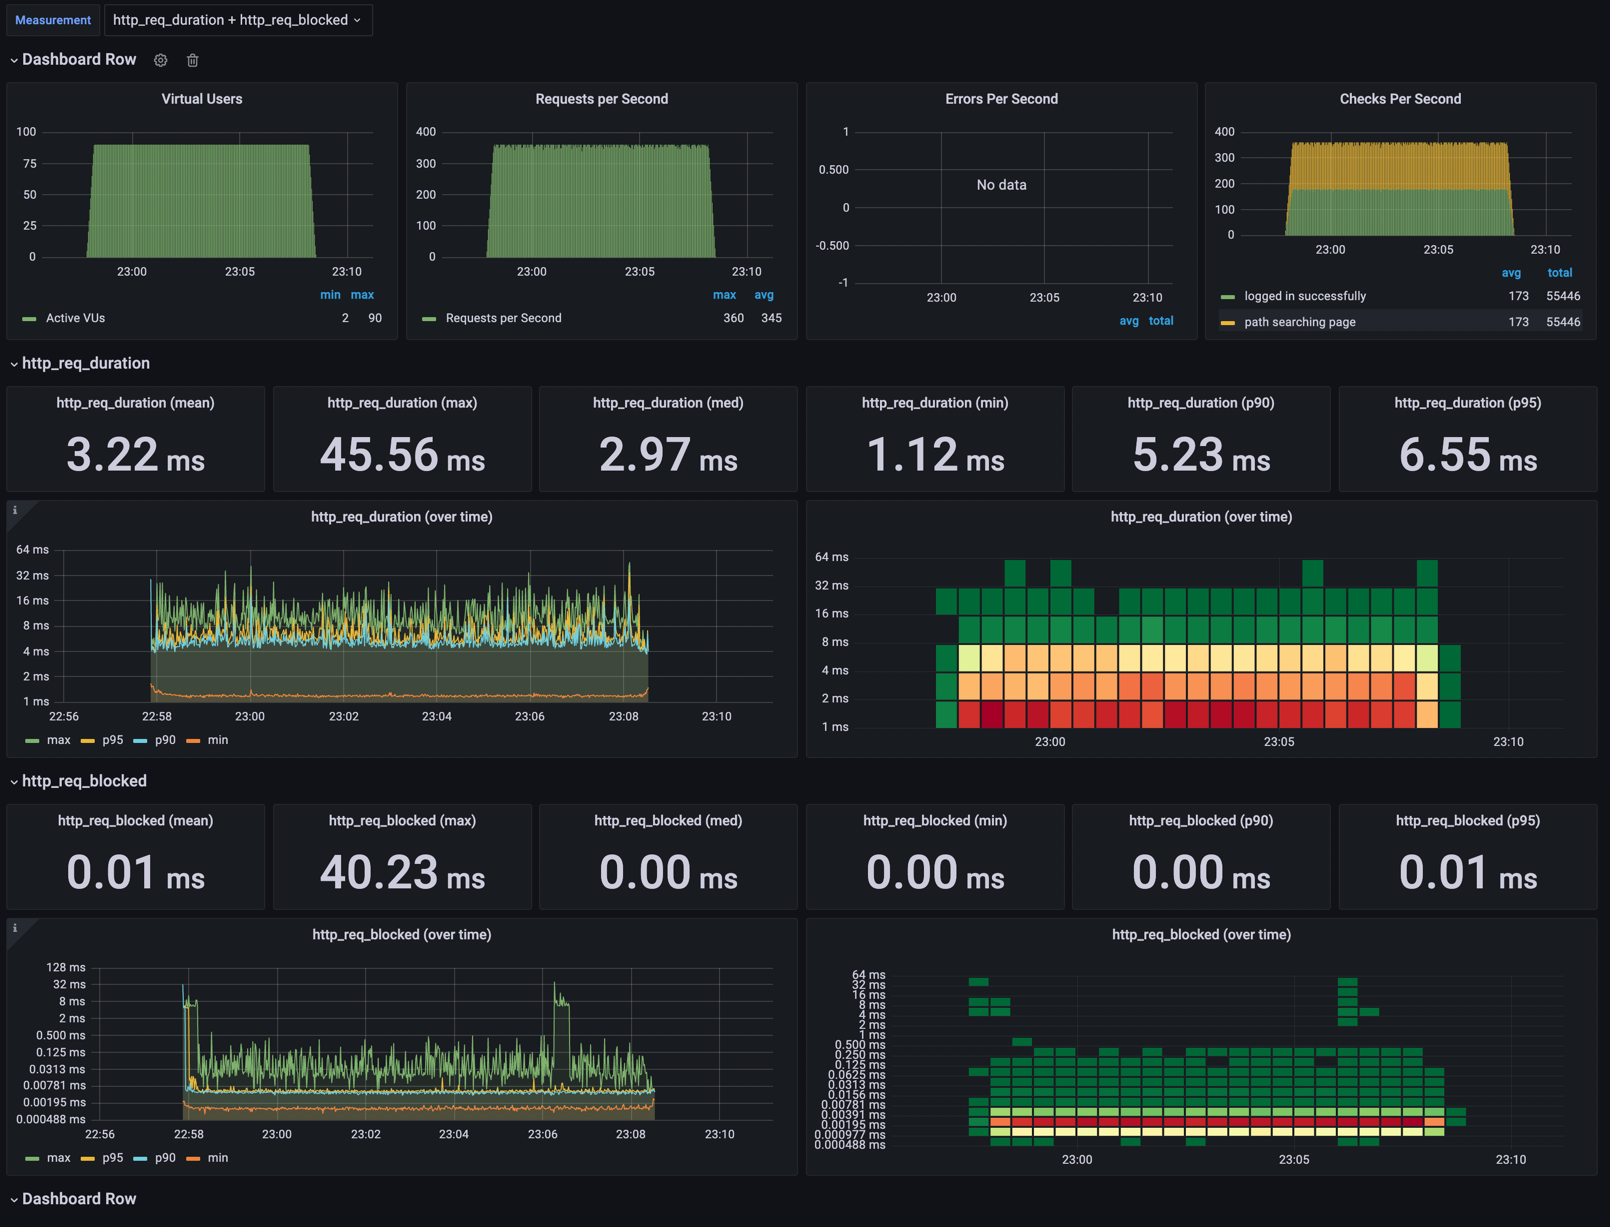 Measurement http_req_duration + http_req_blocked
Dashboard Row
Virtual Users
100
75
50
25
0
23:00 23:05 23:10
min max
Active VUs 2 90
Requests per Second
400
300
200
100
0
23:00 23:05 23:10
max avg
Requests per Second 360 345
Errors Per Second
1
0.500
0
-0.500
-1
No data
23:00 23:05 23:10
avg total
Checks Per Second
400
300
200
100
0
23:00 23:05 23:10
avg total
logged in successfully 173 55446
path searching page 173 55446
http_req_duration
http_req_duration (mean)
3.22 ms
http_req_duration (max)
45.56 ms
http_req_duration (med)
2.97 ms
http_req_duration (min)
1.12 ms
http_req_duration (p90)
5.23 ms
http_req_duration (p95)
6.55 ms
i
http_req_duration (over time)
64 ms
32 ms
16 ms
8 ms
4 ms
2 ms
1 ms
22:56 22:58 23:00 23:02 23:04 23:06 23:08 23:10
max p95 p90 min
http_req_duration (over time)
64 ms
32 ms
16 ms
8 ms
4 ms
2 ms
1 ms
23:00 23:05 23:10
http_req_blocked
http_req_blocked (mean)
0.01 ms
http_req_blocked (max)
40.23 ms
http_req_blocked (med)
0.00 ms
http_req_blocked (min)
0.00 ms
http_req_blocked (p90)
0.00 ms
http_req_blocked (p95)
0.01 ms
i
http_req_blocked (over time)
128 ms
32 ms
8 ms
2 ms
0.500 ms
0.125 ms
0.0313 ms
0.00781 ms
0.00195 ms
0.000488 ms
22:56 22:58 23:00 23:02 23:04 23:06 23:08 23:10
max p95 p90 min
http_req_blocked (over time)
64 ms
32 ms
16 ms
8 ms
4 ms
2 ms
1 ms
0.500 ms
0.250 ms
0.125 ms
0.0625 ms
0.0313 ms
0.0156 ms
0.00781 ms
0.00391 ms
0.00195 ms
0.000977 ms
0.000488 ms
23:00 23:05 23:10
Dashboard Row